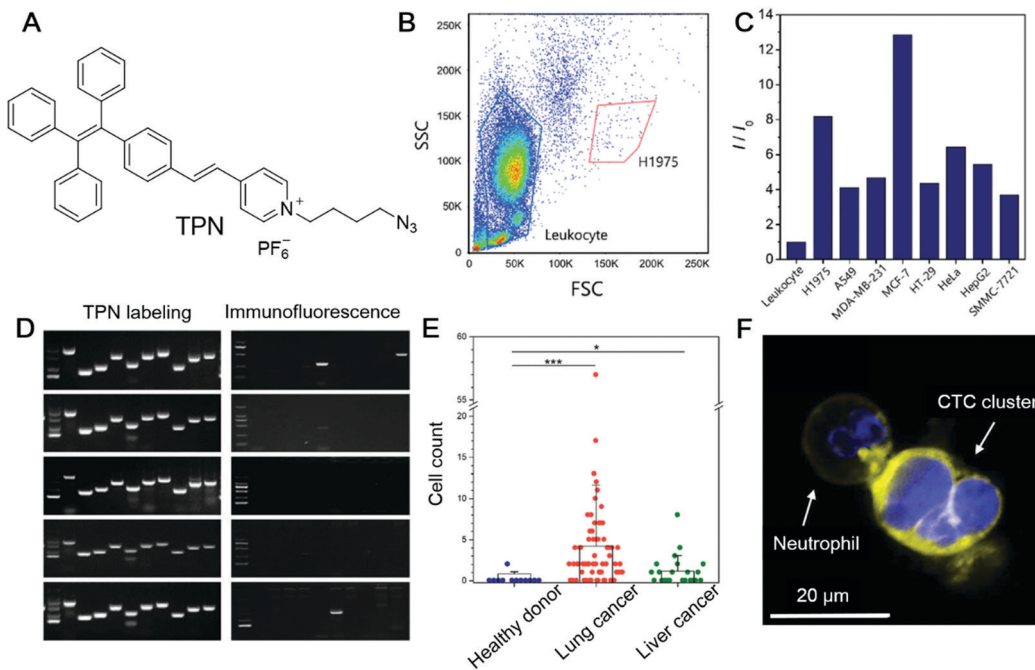 A
TPN
N+
N3
PF6−
B
SSC
250K
200K
150K
100K
50K
0
H1975
Leukocyte
0
50K
100K
150K
200K
250K
FSC
C
I / I0
14
12
10
8
6
4
2
0
Leukocyte
H1975
A549
MDA-MB-231
MCF-7
HT-29
HeLa
HepG2
SMMC-7721
D
TPN labeling
Immunofluorescence
E
Cell count
60
55
20
15
10
5
0
***
*
Healthy donor
Lung cancer
Liver cancer
F
CTC cluster
Neutrophil
20 μm